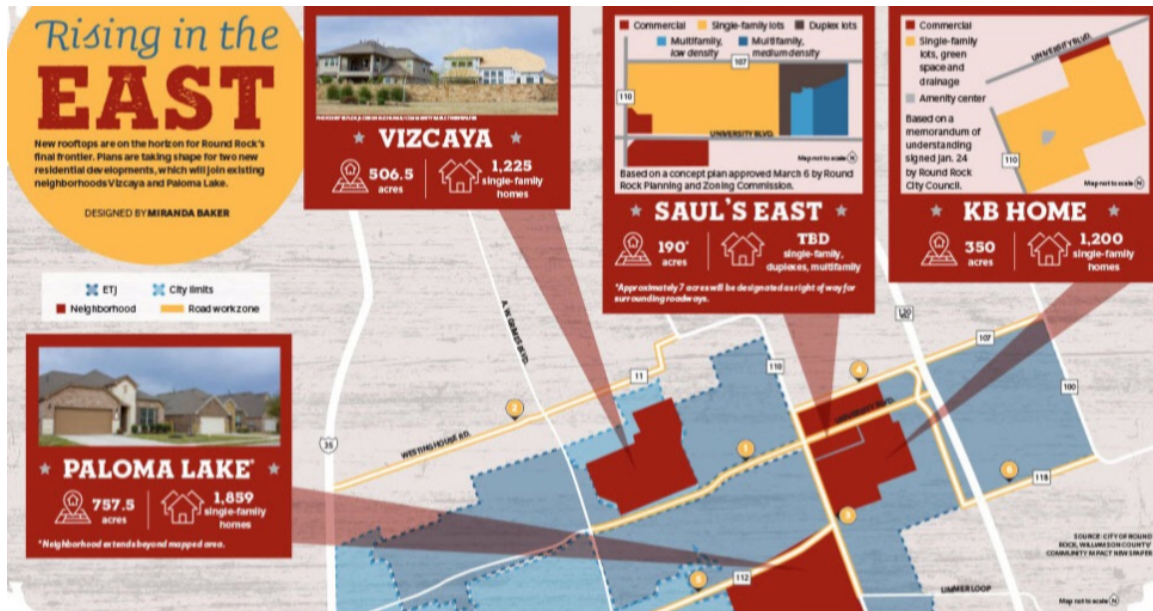 Rising in the
EAST
New rooftops are on the horizon for Round Rock's
final frontier. Plans are taking shape for two new
residential developments, which will join existing
neighborhoods Vizcaya and Paloma Lake.
DESIGNED BY MIRANDA BAKER
ETJ
City limits
Neighborhood
Road work zone
VIZCAYA
506.5
acres
1,225
single-family
homes
Commercial
Single-family lots
Duplex lots
Multifamily,
low density
Multifamily,
medium density
107
110
UNIVERSITY BLVD.
Map not to scale N
Based on a concept plan approved March 6 by Round
Rock Planning and Zoning Commission.
SAUL'S EAST
190*
acres
TBD
single-family,
duplexes, multifamily
*Approximately 7 acres will be designated as right of way for
surrounding roadways.
Commercial
Single-family
lots, green
space and
drainage
Amenity center
Based on a
memorandum of
understanding
signed Jan. 24
by Round Rock
City Council.
UNIVERSITY BLVD.
110
Map not to scale N
KB HOME
350
acres
1,200
single-family
homes
PALOMA LAKE*
757.5
acres
1,859
single-family
homes
*Neighborhood extends beyond mapped area.
35
WESTINGHOUSE RD.
A.W. GRIMES BLVD.
2
11
110
1
4
UNIVERSITY BLVD.
130
107
100
6
118
3
5
112
LIMMER LOOP
SOURCE: CITY OF ROUND
ROCK, WILLIAMSON COUNTY/
COMMUNITY IMPACT NEWSPAPER
Map not to scale N